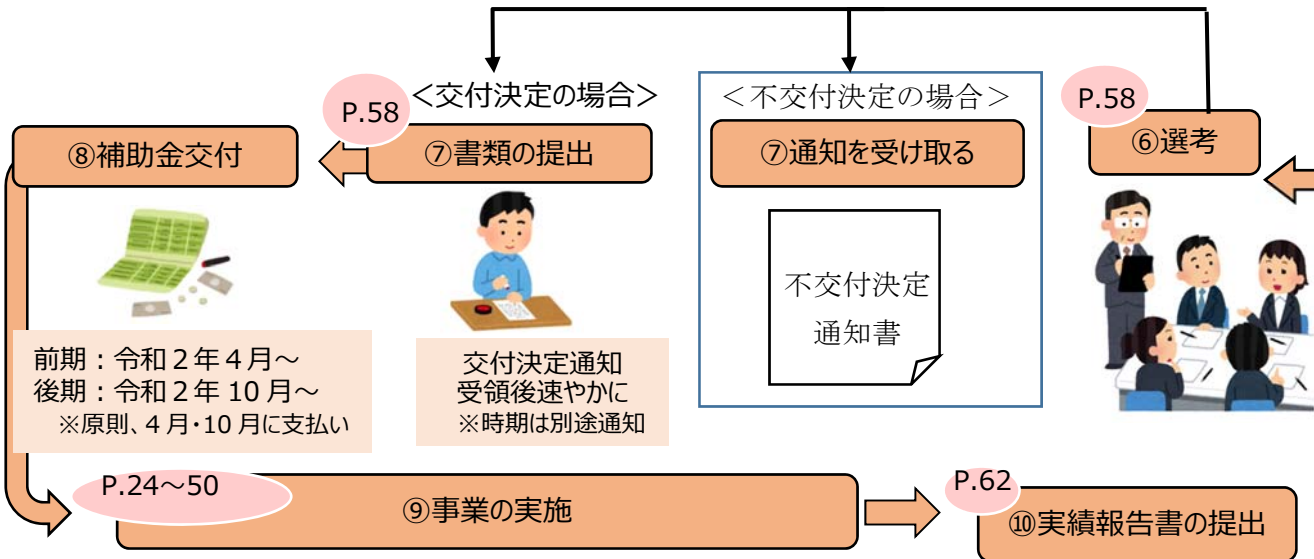 P.58
⑥選考
＜交付決定の場合＞
P.58
⑦書類の提出
交付決定通知
受領後速やかに
※時期は別途通知
＜不交付決定の場合＞
⑦通知を受け取る
不交付決定
通知書
⑧補助金交付
前期：令和２年４月～
後期：令和２年 10 月～
※原則、4 月・10 月に支払い
P.24～50
⑨事業の実施
P.62
⑩実績報告書の提出